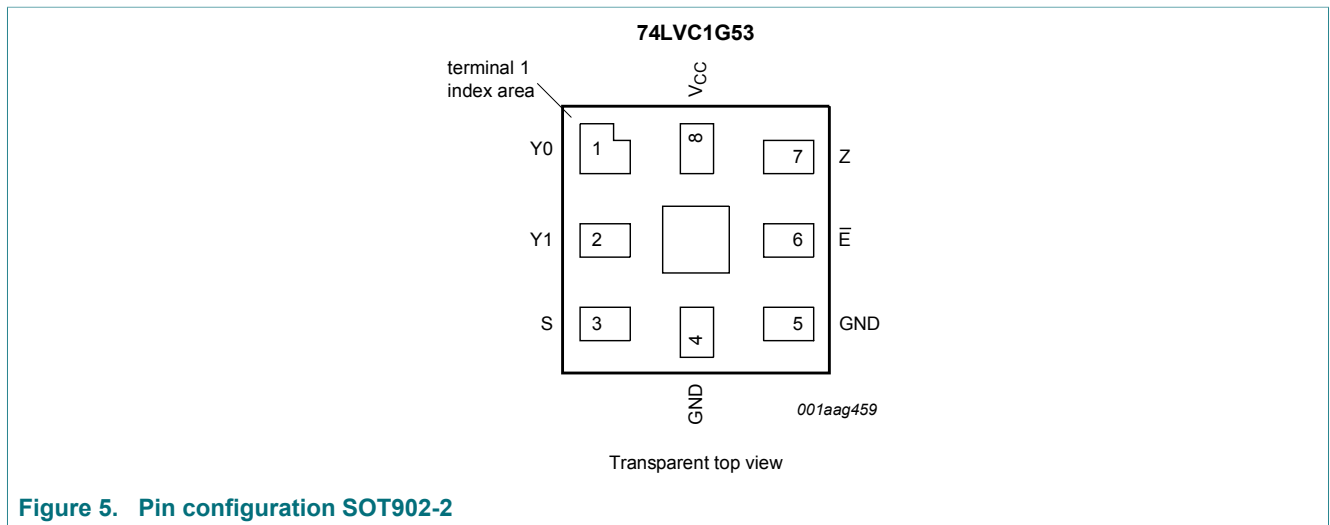 74LVC1G53
terminal 1
index area
VCC
Y0
1
8
7
Z
Y1
2
6
E̅
S
3
4
5
GND
GND
001aag459
Transparent top view
Figure 5. Pin configuration SOT902-2